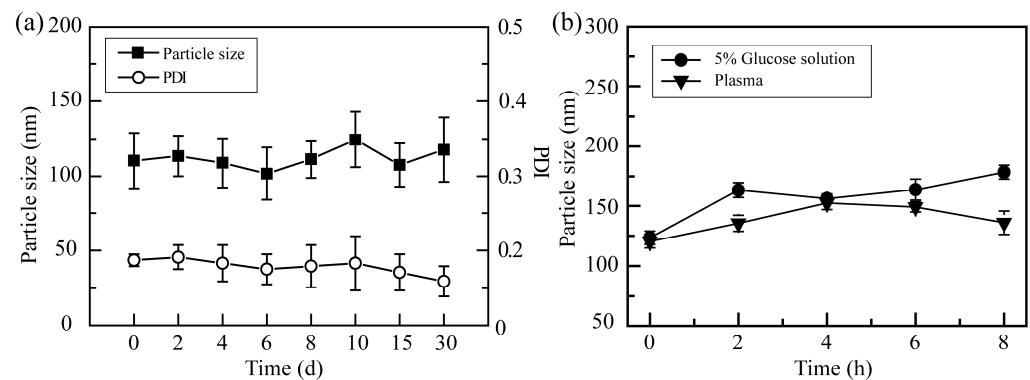 (a)
200
150
100
50
0
Particle size (nm)
Particle size
PDI
0.5
0.4
0.3
0.2
0
PDI
0 2 4 6 8 10 15 30
Time (d)
(b)
300
250
200
150
100
50
Particle size (nm)
5% Glucose solution
Plasma
0 2 4 6 8
Time (h)